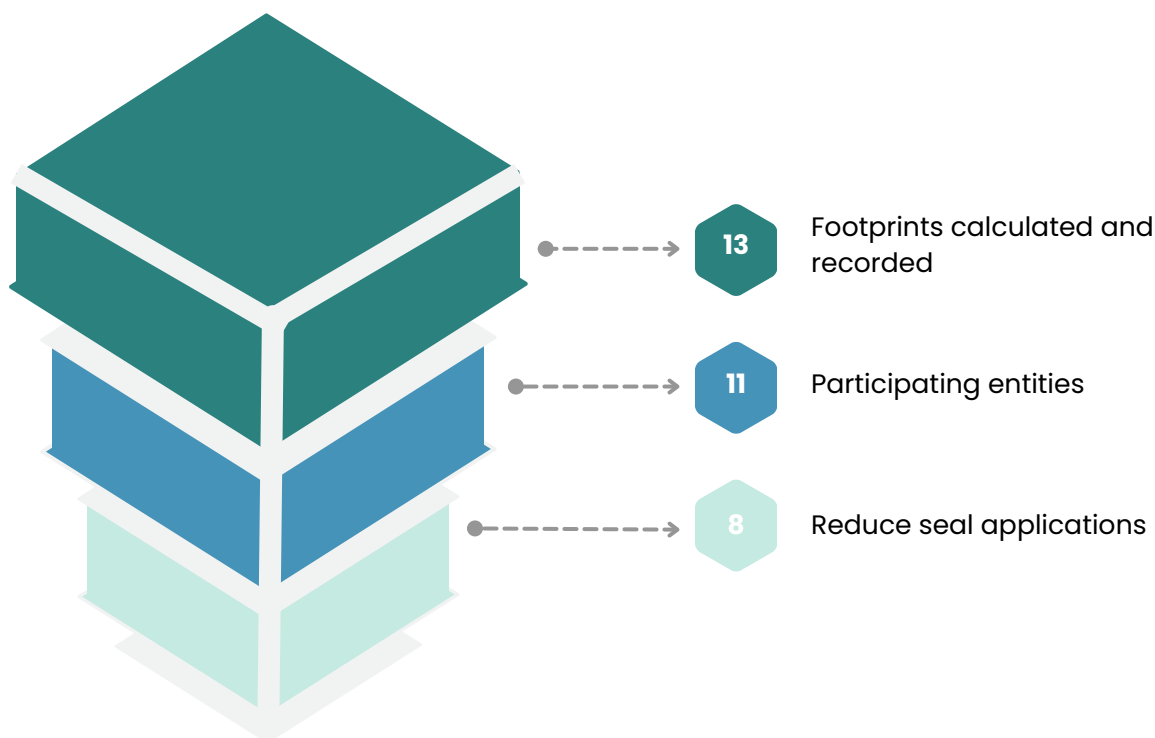 13
Footprints calculated and
recorded
11
Participating entities
8
Reduce seal applications